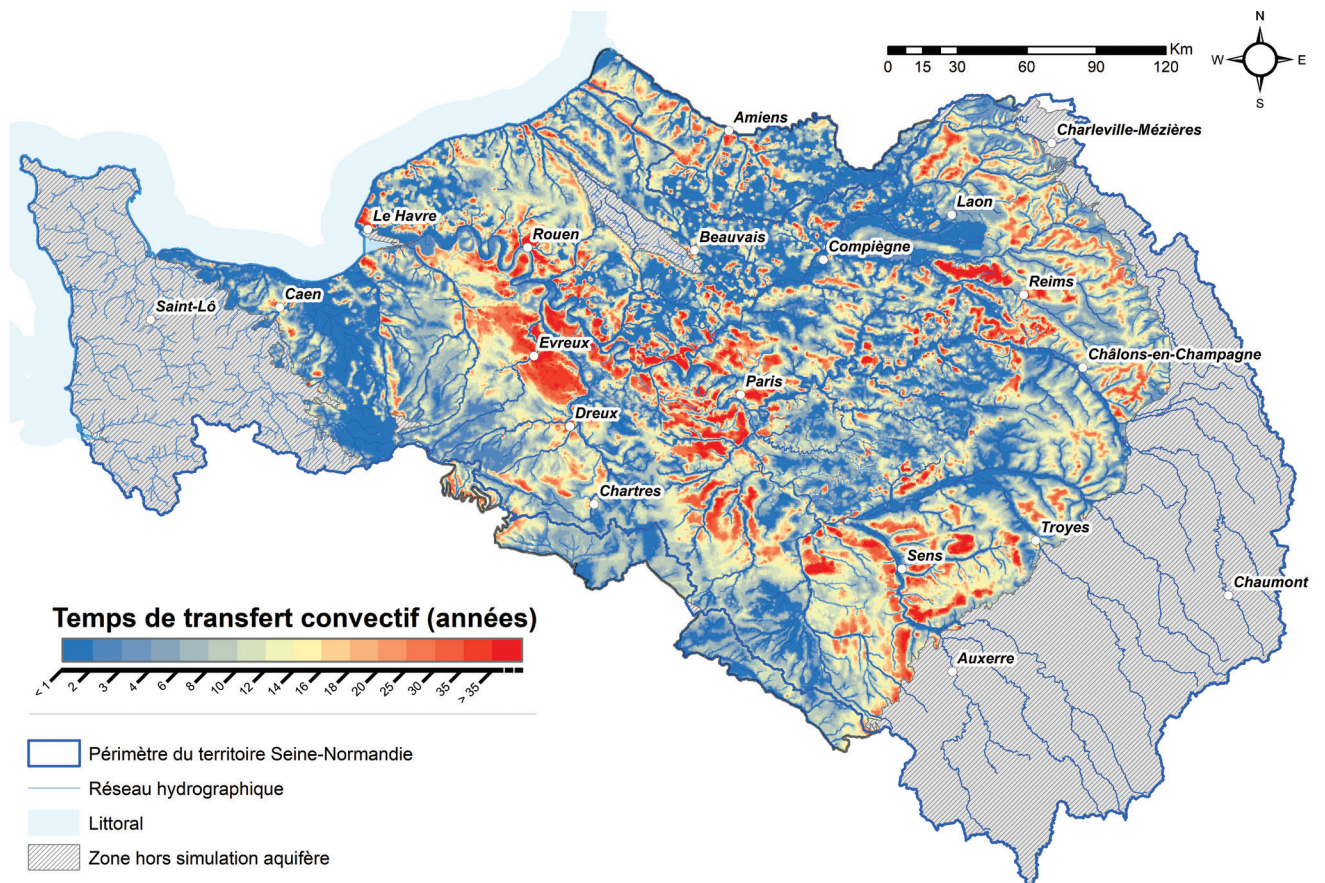 Km
0 15 30 60 90 120
N
W E
S
Amiens
Charleville-Mézières
Laon
Le Havre
Rouen
Beauvais
Compiègne
Reims
Caen
Saint-Lô
Evreux
Châlons-en-Champagne
Paris
Dreux
Chartres
Troyes
Sens
Chaumont
Auxerre
Temps de transfert convectif (années)
< 1 2 3 4 6 8 10 12 14 16 18 20 25 30 35 > 35
Périmètre du territoire Seine-Normandie
Réseau hydrographique
Littoral
Zone hors simulation aquifère